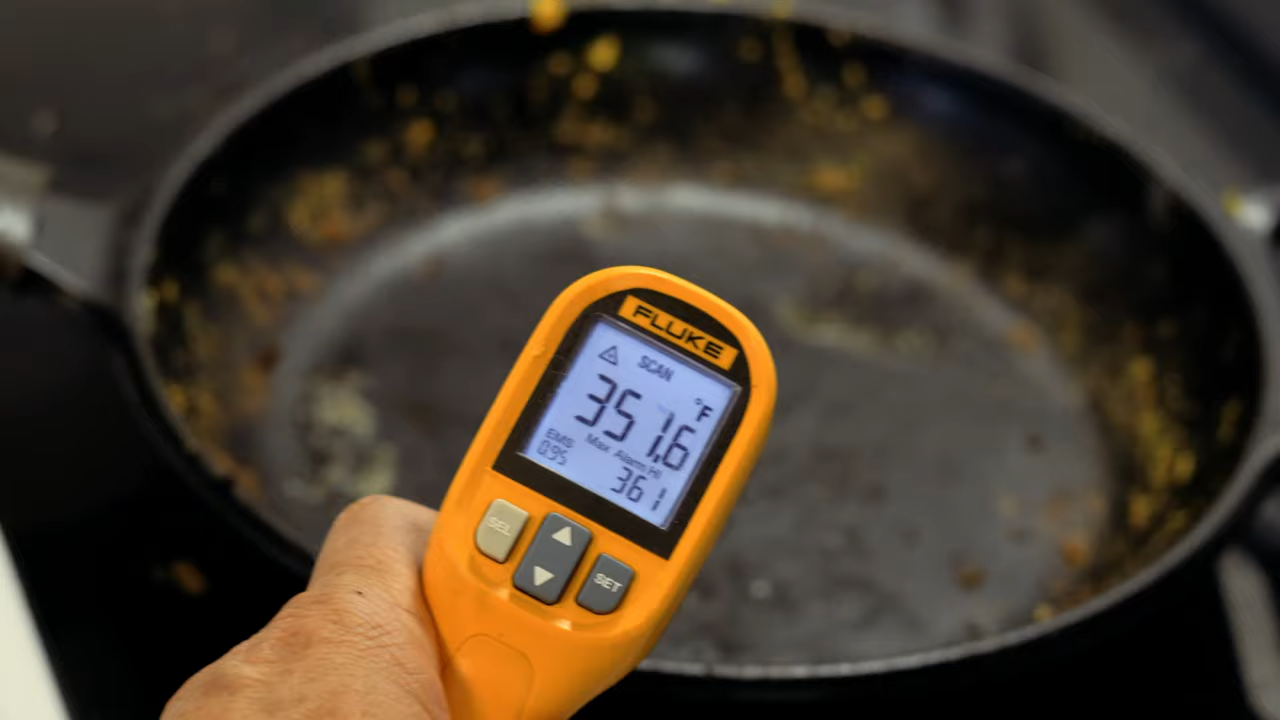 FLUKE
SCAN
°F
351.6
EMS Max Alarm HI
0.95 361
SEL
SET